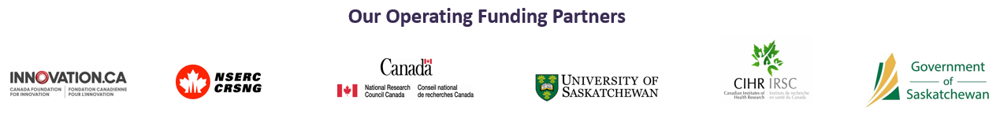 Our Operating Funding Partners
INNOVATION.CA
CANADA FOUNDATION
FOR INNOVATION
FONDATION CANADIENNE
POUR L'INNOVATION
NSERC
CRSNG
Canada
National Research
Council Canada
Conseil national
de recherches Canada
UNIVERSITY OF
SASKATCHEWAN
CIHR IRSC
Canadian Institutes of
Health Research
Instituts de recherche
en santé du Canada
Government
of
Saskatchewan